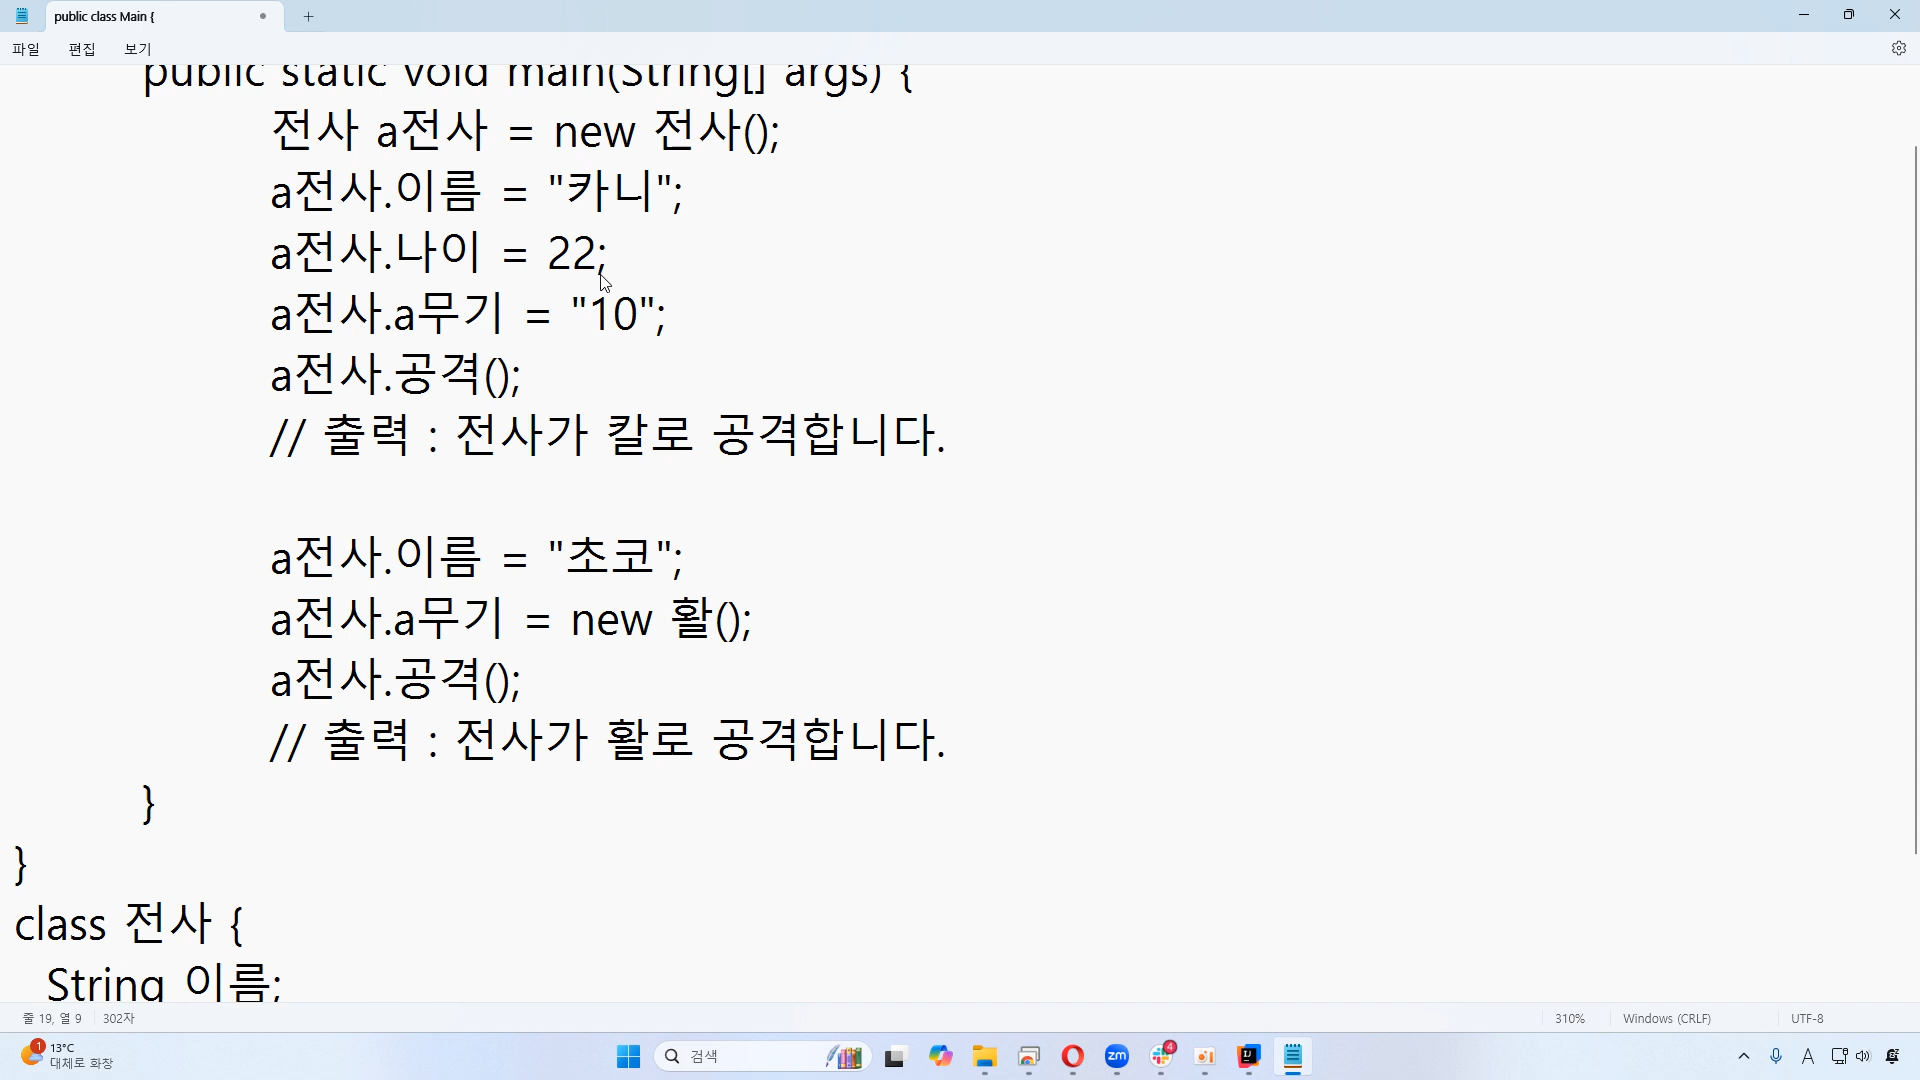 public class Main {
파일 편집 보기
public static void main(String[] args) {
전사 a전사 = new 전사();
a전사.이름 = "카니";
a전사.나이 = 22;
a전사.a무기 = "10";
a전사.공격();
// 출력 : 전사가 칼로 공격합니다.
a전사.이름 = "초코";
a전사.a무기 = new 활();
a전사.공격();
// 출력 : 전사가 활로 공격합니다.
}
}
class 전사 {
String 이름;
줄 19, 열 9 302자 310% Windows (CRLF) UTF-8
1 13°C
대체로 화창
검색
zm
4
IJ
A